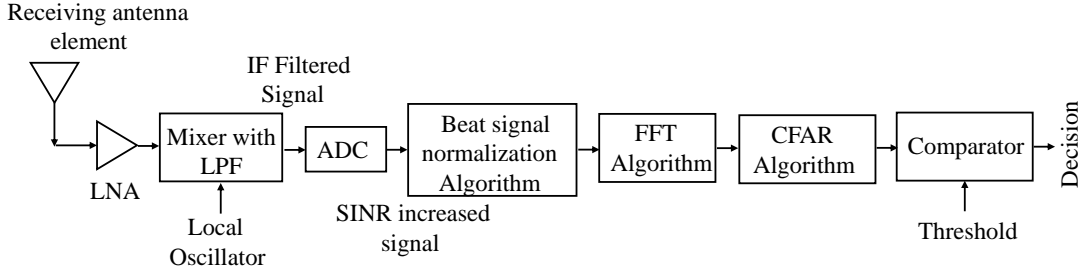 Receiving antenna
element
IF Filtered
Signal
LNA
Mixer with
LPF
Local
Oscillator
ADC
Beat signal
normalization
Algorithm
SINR increased
signal
FFT
Algorithm
CFAR
Algorithm
Comparator
Threshold
Decision